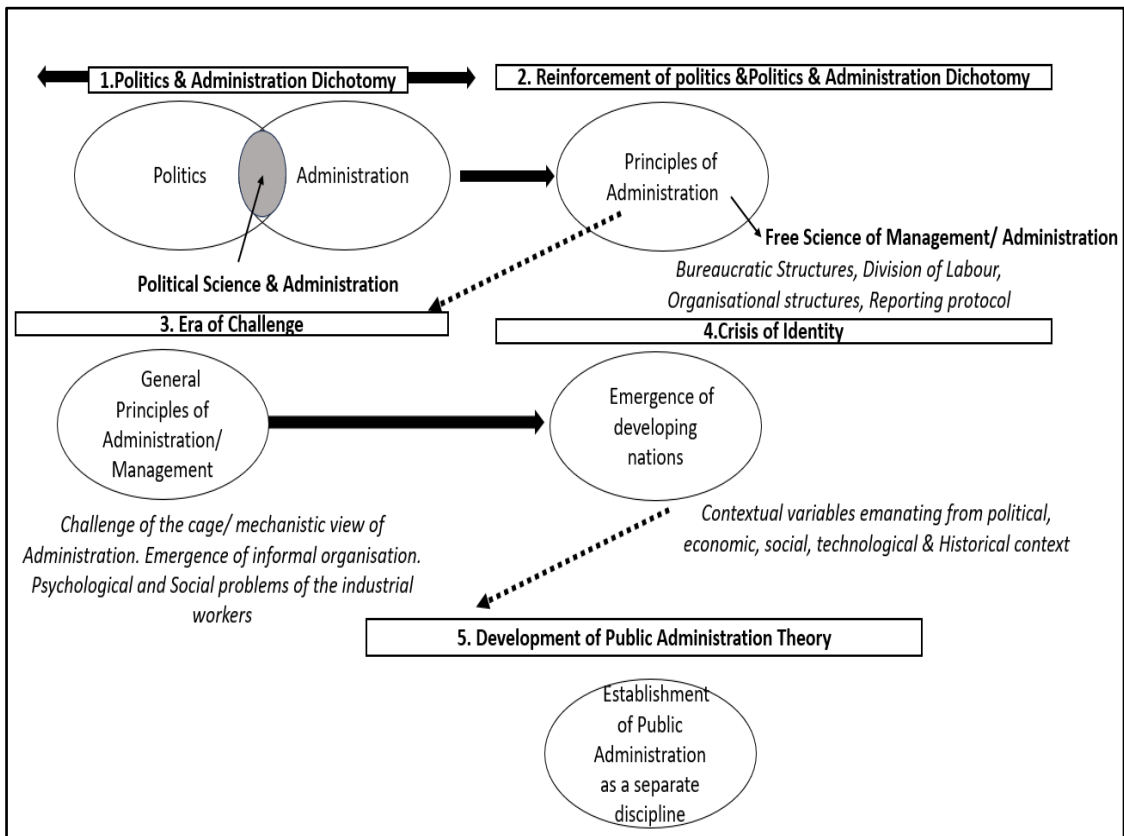 1.Politics & Administration Dichotomy
2. Reinforcement of politics &Politics & Administration Dichotomy
Politics
Administration
Political Science & Administration
Principles of
Administration
Free Science of Management/ Administration
Bureaucratic Structures, Division of Labour,
Organisational structures, Reporting protocol
3. Era of Challenge
4.Crisis of Identity
General
Principles of
Administration/
Management
Challenge of the cage/ mechanistic view of
Administration. Emergence of informal organisation.
Psychological and Social problems of the industrial
workers
Emergence of
developing
nations
Contextual variables emanating from political,
economic, social, technological & Historical context
5. Development of Public Administration Theory
Establishment
of Public
Administration
as a separate
discipline